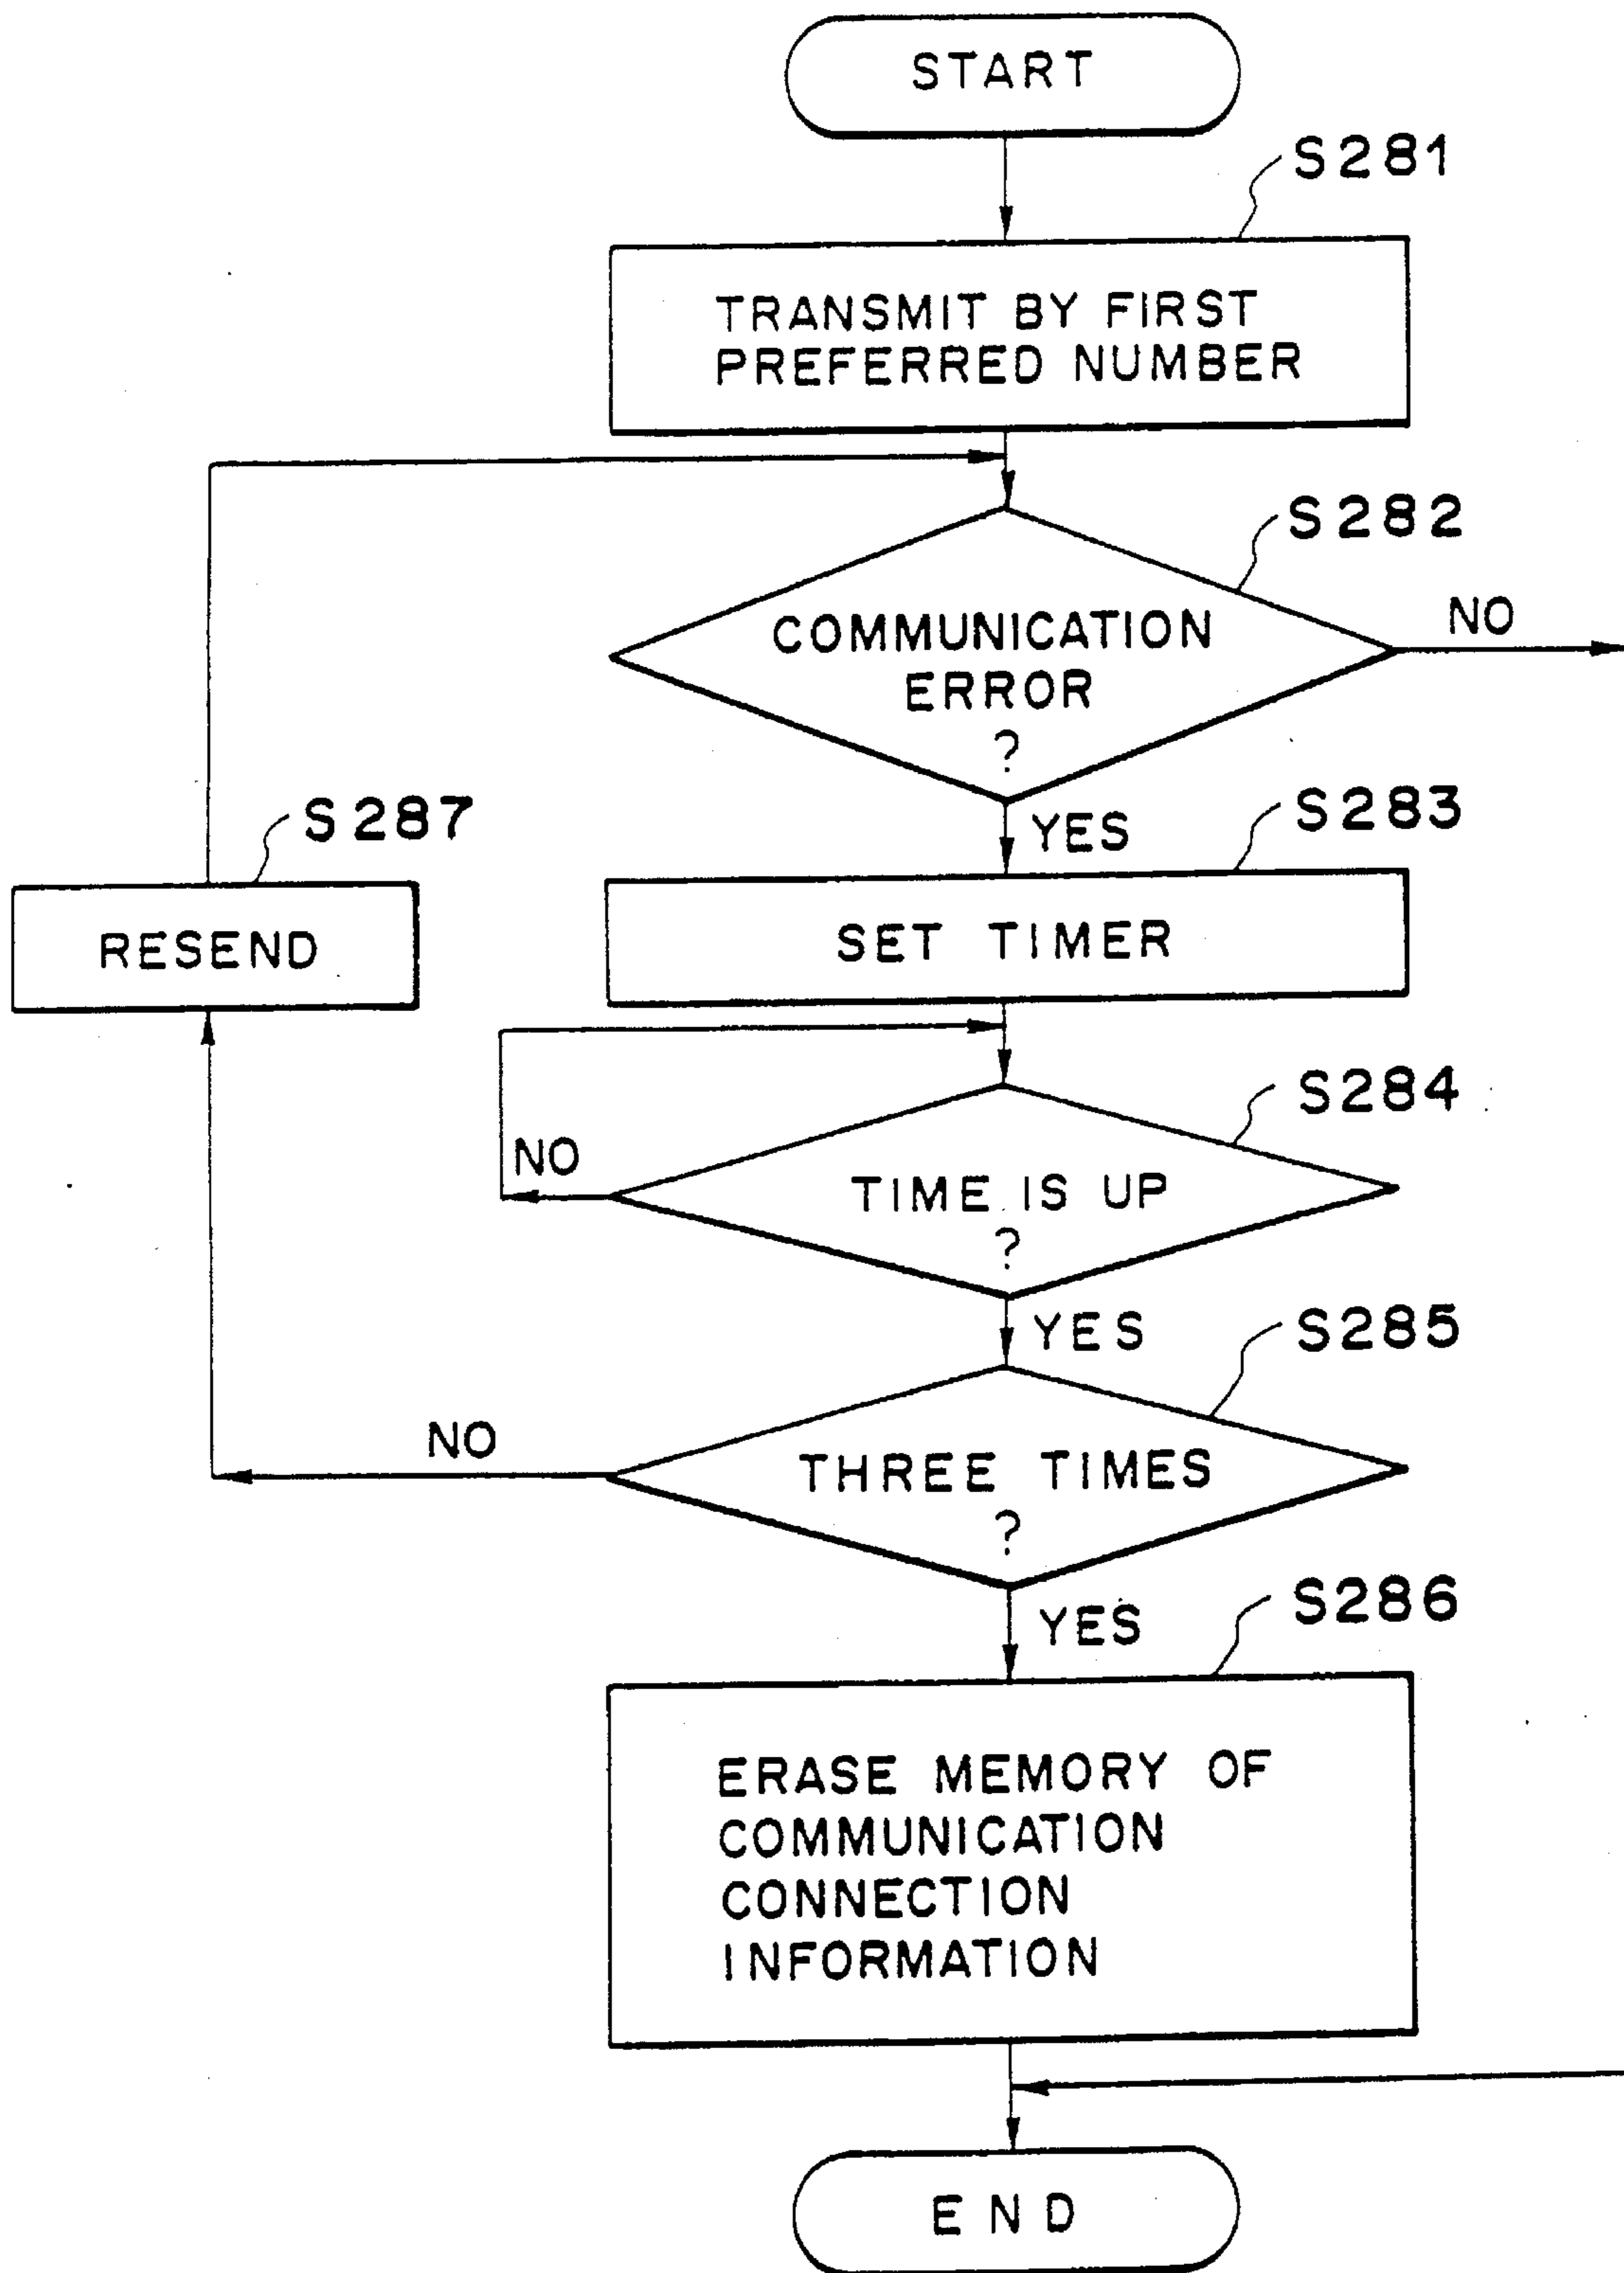 START
S281
TRANSMIT BY FIRST
PREFERRED NUMBER
S282
COMMUNICATION
ERROR
?
NO
YES
S283
SET TIMER
S287
RESEND
S284
TIME IS UP
?
NO
YES
S285
THREE TIMES
?
NO
YES
S286
ERASE MEMORY OF
COMMUNICATION
CONNECTION
INFORMATION
END